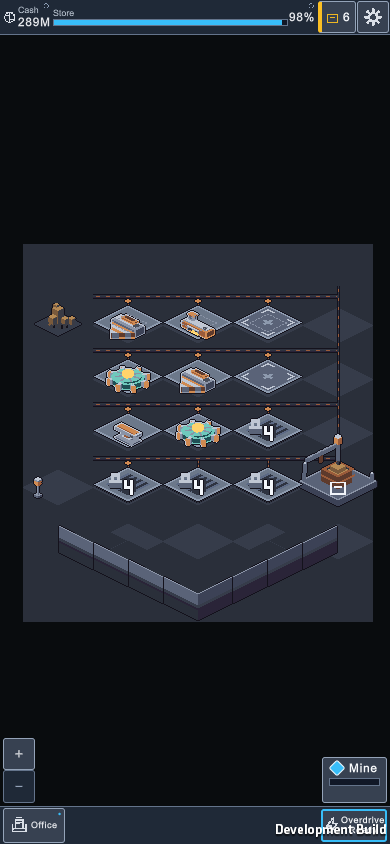 Cash
289M
Store
98%
6
4
4
4
4
Mine
Office
Overdrive
Development Build